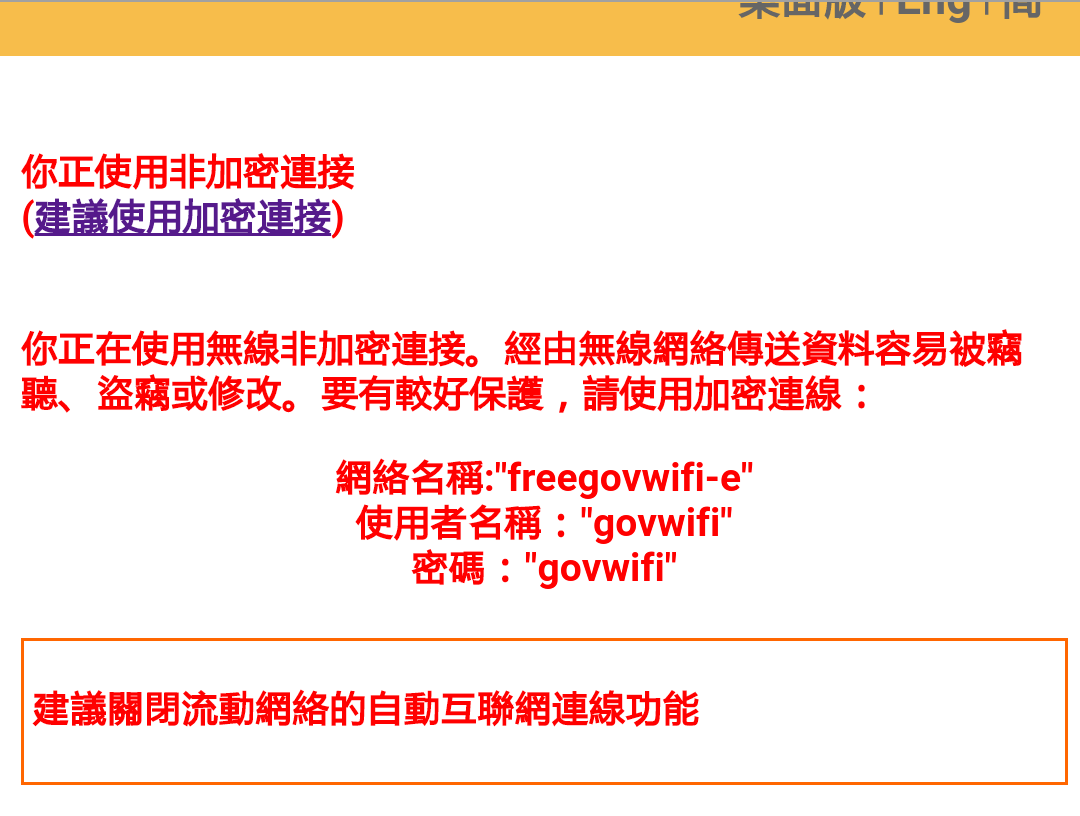 桌面版 | Eng | 简
你正使用非加密連接
(建議使用加密連接)
你正在使用無線非加密連接。經由無線網絡傳送資料容易被竊
聽、盜竊或修改。要有較好保護，請使用加密連線：
網絡名稱:"freegovwifi-e"
使用者名稱："govwifi"
密碼："govwifi"
建議關閉流動網絡的自動互聯網連線功能